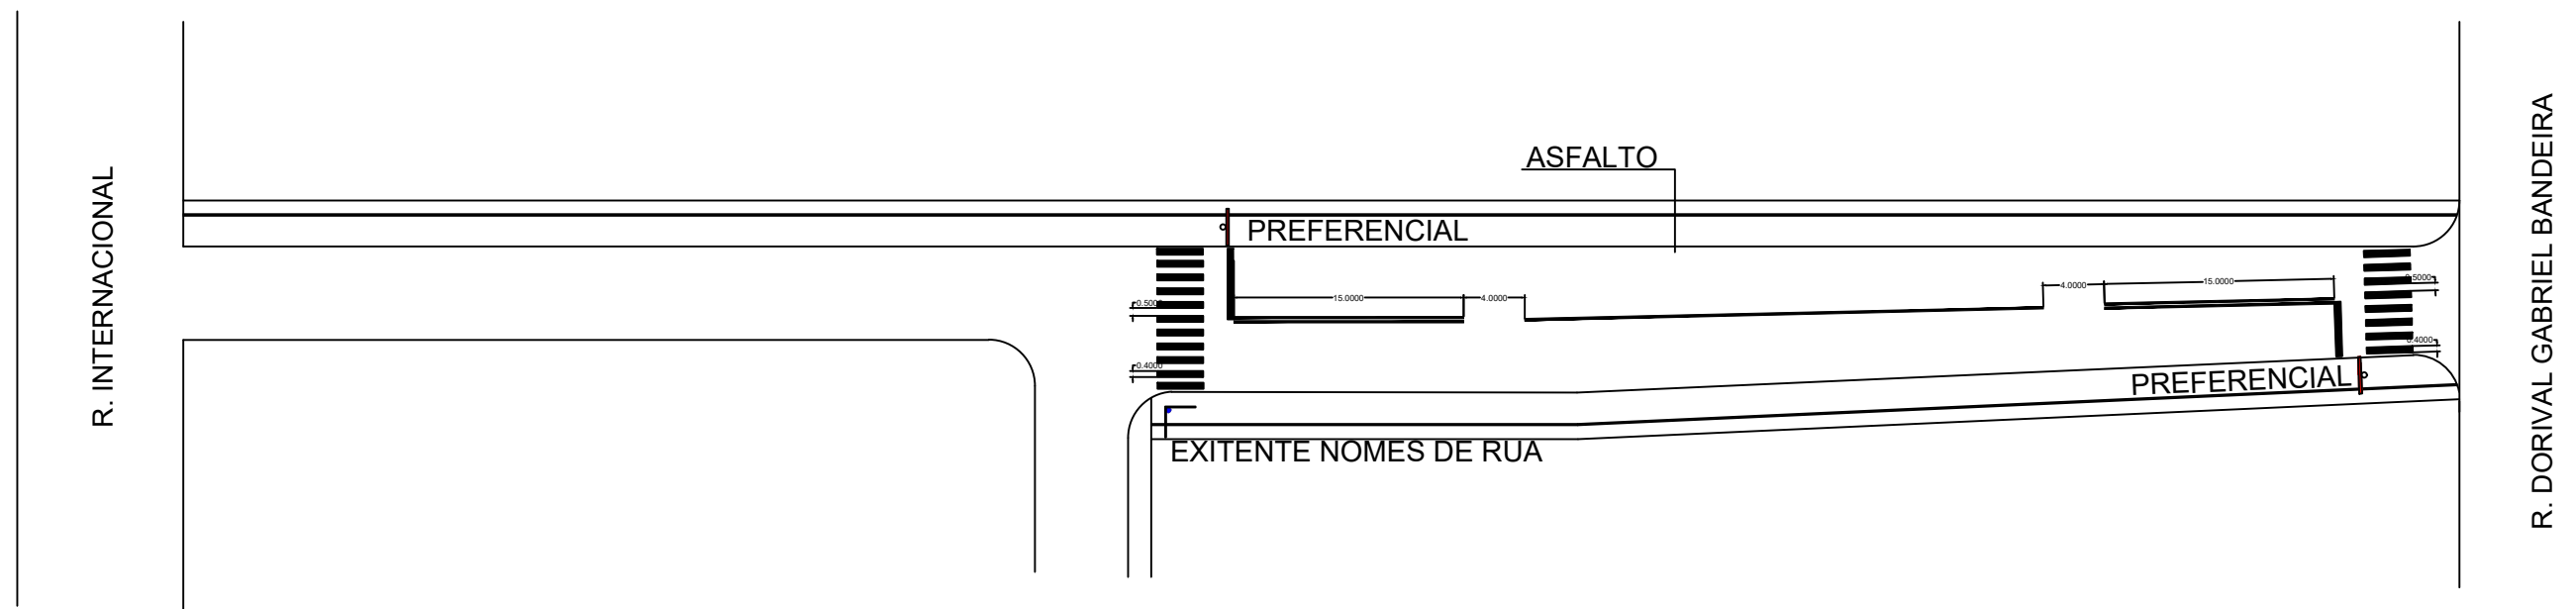 ASFALTO
R. INTERNACIONAL
R. DORIVAL GABRIEL BANDEIRA
PREFERENCIAL
15.0000
4.0000
4.0000
15.0000
0.5000
0.5000
0.4000
0.4000
PREFERENCIAL
EXITENTE NOMES DE RUA